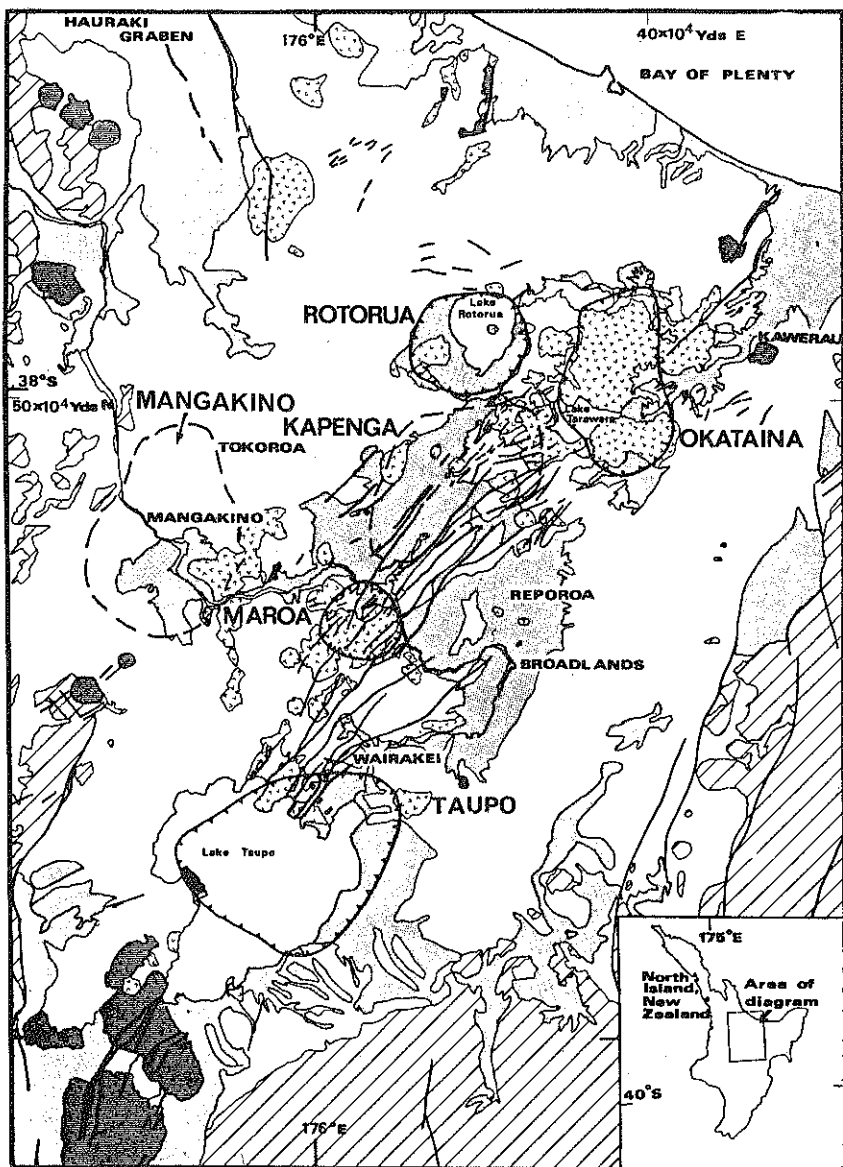 HAURAKI
GRABEN
176°E
40×10⁴ Yds E
BAY OF PLENTY
ROTORUA
Lake
Rotorua
KAWERAU
38°S
50×10⁴ Yds N
MANGAKINO
KAPENGA
Lake
Tarawera
OKATAINA
TOKOROA
MANGAKINO
MAROA
REPOROA
BROADLANDS
WAIRAKEI
TAUPO
Lake Taupo
175°E
North
Island,
New
Zealand
Area of
diagram
40°S
176°E